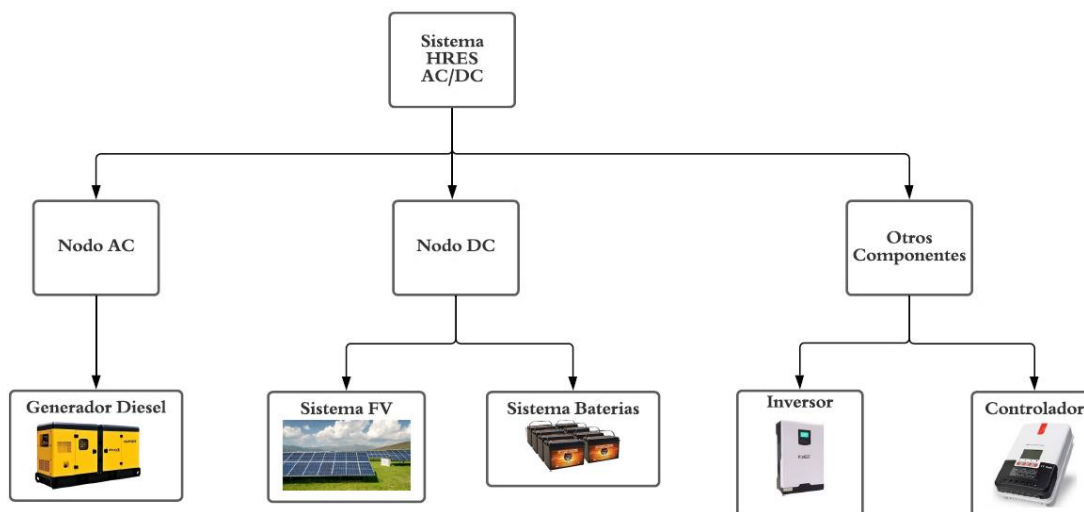 Sistema
HRES
AC/DC
Nodo AC
Nodo DC
Otros
Componentes
Generador Diesel
Sistema FV
Sistema Baterias
Inversor
Controlador